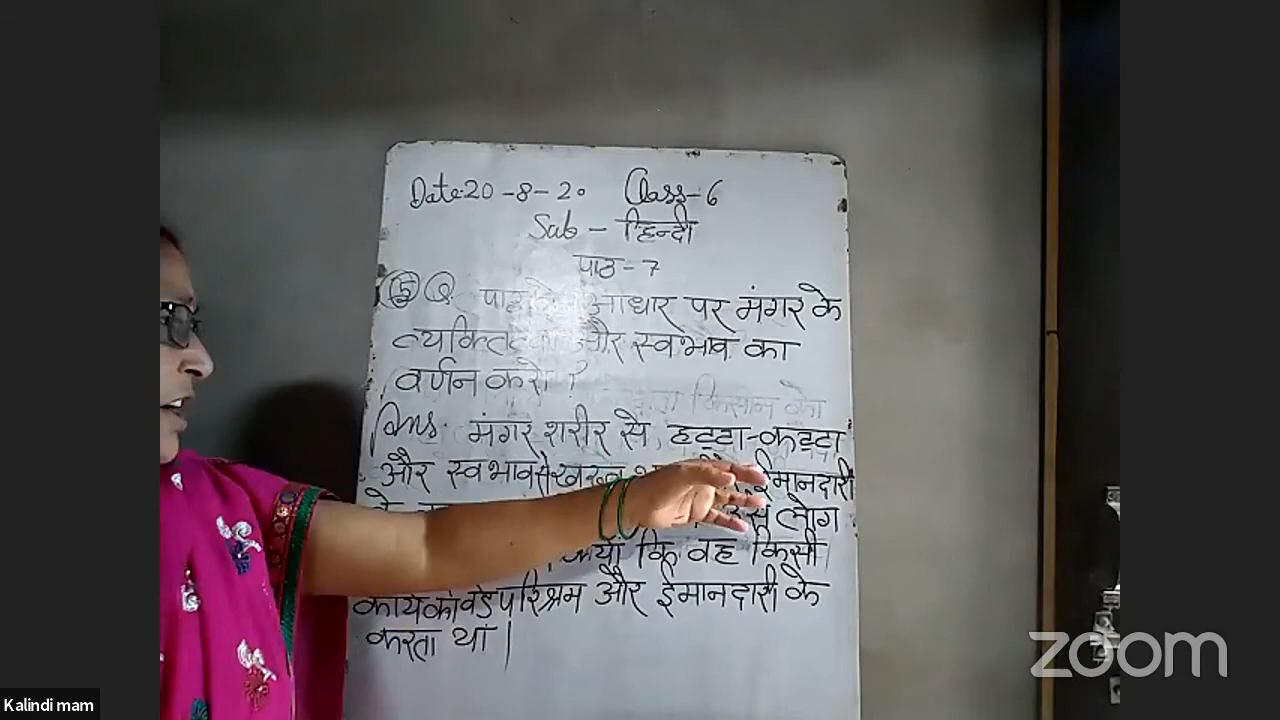 Date:20-8-20 Class-6
Sub - हिन्दी
पाठ-7
5 Q. आधार पर मंगर के
और स्वभाव का
वर्णन करो ?
किसान को
Ans. मंगर शरीर से हट्टा-कट्टा
और स्वभाव से ईमानदारी
लोग
कि वह किसी
कार्य को बडे परिश्रम और ईमानदारी के
करता था।
zoom
Kalindi mam